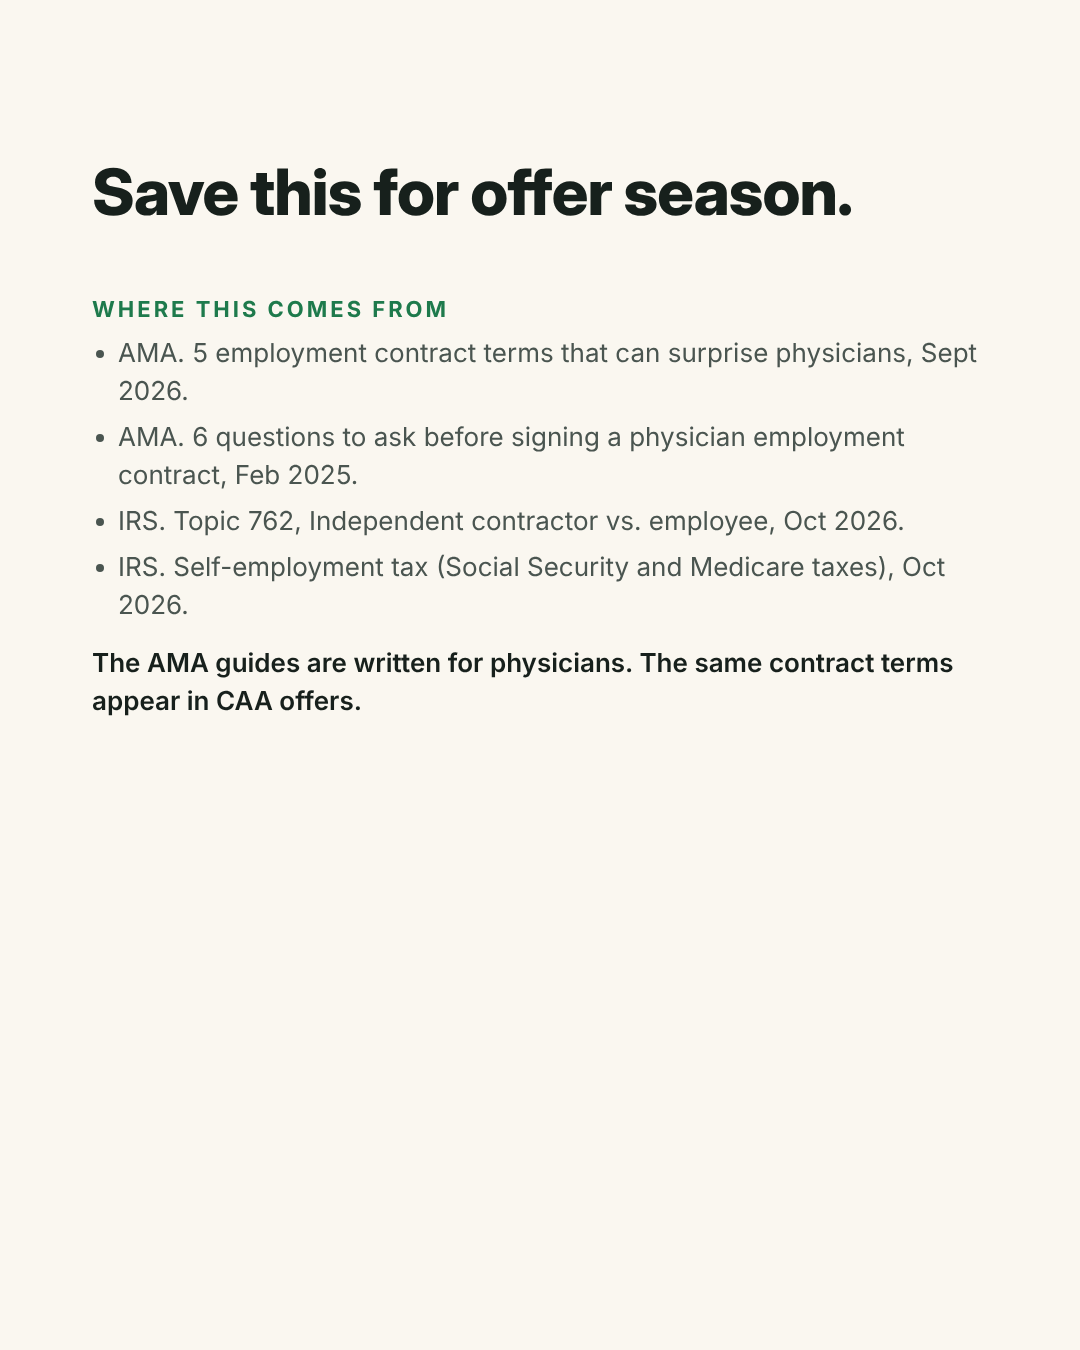 Save this for offer season.
WHERE THIS COMES FROM
• AMA. 5 employment contract terms that can surprise physicians, Sept
2026.
• AMA. 6 questions to ask before signing a physician employment
contract, Feb 2025.
• IRS. Topic 762, Independent contractor vs. employee, Oct 2026.
• IRS. Self-employment tax (Social Security and Medicare taxes), Oct
2026.
The AMA guides are written for physicians. The same contract terms
appear in CAA offers.